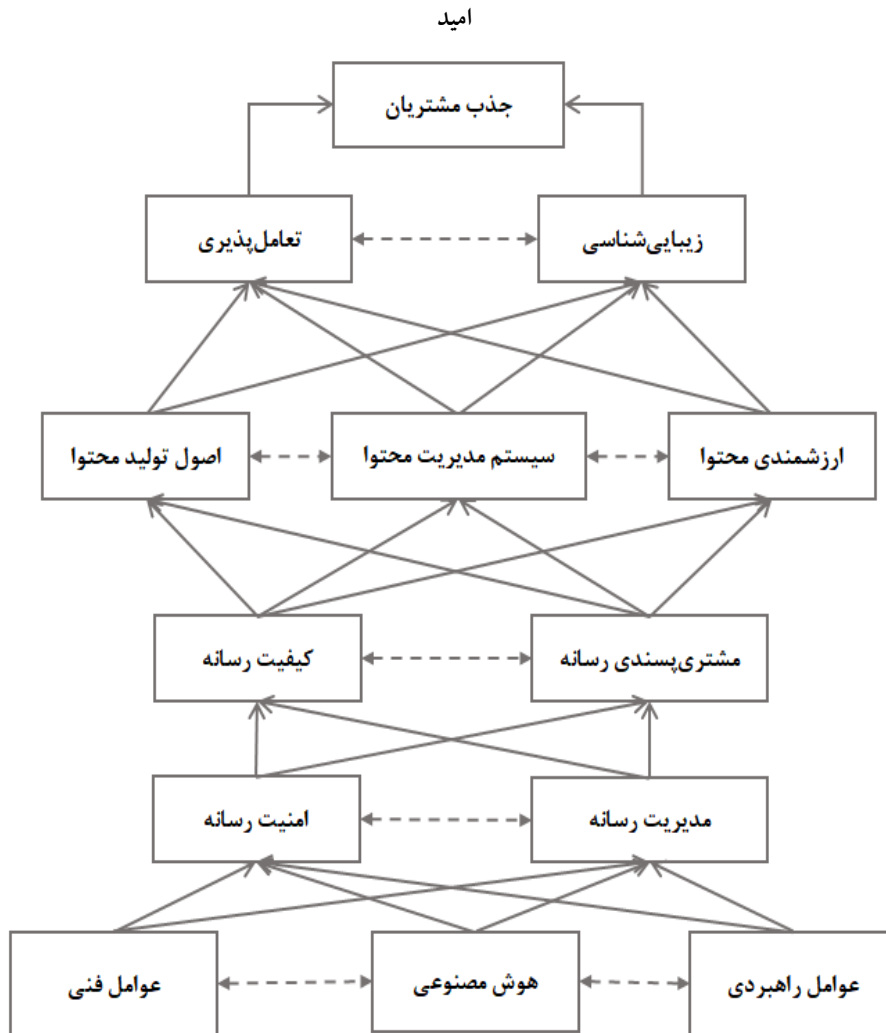 امید
جذب مشتریان
زیبایی‌شناسی
تعامل‌پذیری
ارزشمندی محتوا
سیستم مدیریت محتوا
اصول تولید محتوا
مشتری‌پسندی رسانه
کیفیت رسانه
مدیریت رسانه
امنیت رسانه
عوامل راهبردی
هوش مصنوعی
عوامل فنی